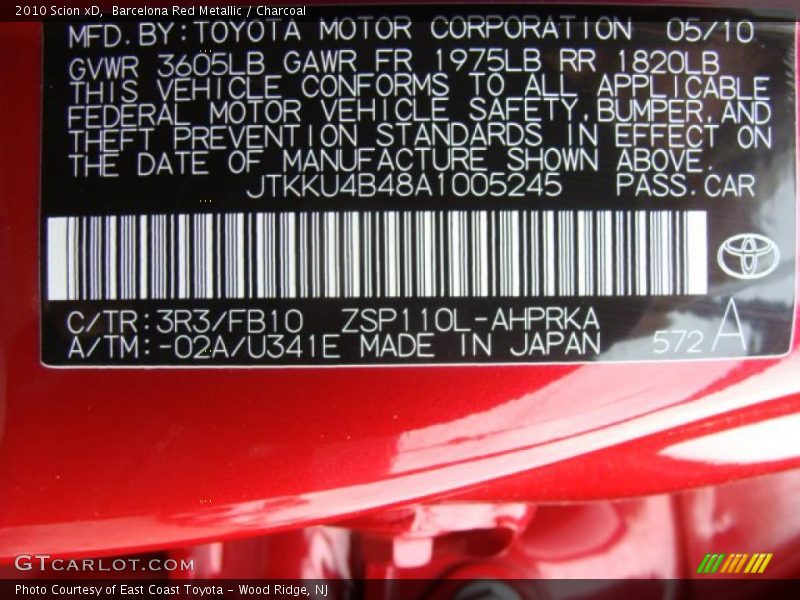 2010 Scion xD, Barcelona Red Metallic / Charcoal
MFD.BY:TOYOTA MOTOR CORPORATION 05/10
GVWR 3605LB GAWR FR 1975LB RR 1820LB
THIS VEHICLE CONFORMS TO ALL APPLICABLE
FEDERAL MOTOR VEHICLE SAFETY,BUMPER,AND
THEFT PREVENTION STANDARDS IN EFFECT ON
THE DATE OF MANUFACTURE SHOWN ABOVE.
JTKKU4B48A1005245 PASS.CAR
C/TR:3R3/FB10 ZSP110L-AHPRKA
A/TM:-02A/U341E MADE IN JAPAN 572 A
GTCARLOT.COM
Photo Courtesy of East Coast Toyota - Wood Ridge, NJ